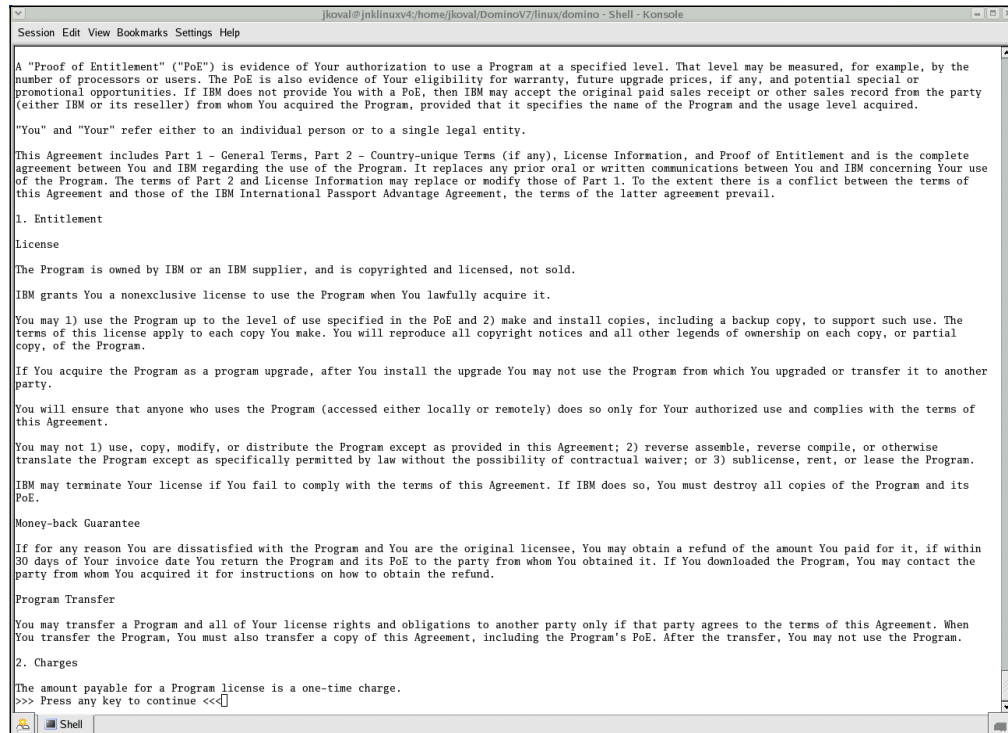 jkoval@jnklinuxv4:/home/jkoval/DominoV7/linux/domino - Shell - Konsole
Session Edit View Bookmarks Settings Help
A "Proof of Entitlement" ("PoE") is evidence of Your authorization to use a Program at a specified level. That level may be measured, for example, by the
number of processors or users. The PoE is also evidence of Your eligibility for warranty, future upgrade prices, if any, and potential special or
promotional opportunities. If IBM does not provide You with a PoE, then IBM may accept the original paid sales receipt or other sales record from the party
(either IBM or its reseller) from whom You acquired the Program, provided that it specifies the name of the Program and the usage level acquired.
"You" and "Your" refer either to an individual person or to a single legal entity.
This Agreement includes Part 1 - General Terms, Part 2 - Country-unique Terms (if any), License Information, and Proof of Entitlement and is the complete
agreement between You and IBM regarding the use of the Program. It replaces any prior oral or written communications between You and IBM concerning Your use
of the Program. The terms of Part 2 and License Information may replace or modify those of Part 1. To the extent there is a conflict between the terms of
this Agreement and those of the IBM International Passport Advantage Agreement, the terms of the latter agreement prevail.
1. Entitlement
License
The Program is owned by IBM or an IBM supplier, and is copyrighted and licensed, not sold.
IBM grants You a nonexclusive license to use the Program when You lawfully acquire it.
You may 1) use the Program up to the level of use specified in the PoE and 2) make and install copies, including a backup copy, to support such use. The
terms of this license apply to each copy You make. You will reproduce all copyright notices and all other legends of ownership on each copy, or partial
copy, of the Program.
If You acquire the Program as a program upgrade, after You install the upgrade You may not use the Program from which You upgraded or transfer it to another
party.
You will ensure that anyone who uses the Program (accessed either locally or remotely) does so only for Your authorized use and complies with the terms of
this Agreement.
You may not 1) use, copy, modify, or distribute the Program except as provided in this Agreement; 2) reverse assemble, reverse compile, or otherwise
translate the Program except as specifically permitted by law without the possibility of contractual waiver; or 3) sublicense, rent, or lease the Program.
IBM may terminate Your license if You fail to comply with the terms of this Agreement. If IBM does so, You must destroy all copies of the Program and its
PoE.
Money-back Guarantee
If for any reason You are dissatisfied with the Program and You are the original licensee, You may obtain a refund of the amount You paid for it, if within
30 days of Your invoice date You return the Program and its PoE to the party from whom You obtained it. If You downloaded the Program, You may contact the
party from whom You acquired it for instructions on how to obtain the refund.
Program Transfer
You may transfer a Program and all of Your license rights and obligations to another party only if that party agrees to the terms of this Agreement. When
You transfer the Program, You must also transfer a copy of this Agreement, including the Program's PoE. After the transfer, You may not use the Program.
2. Charges
The amount payable for a Program license is a one-time charge.
>>> Press any key to continue <<<
Shell